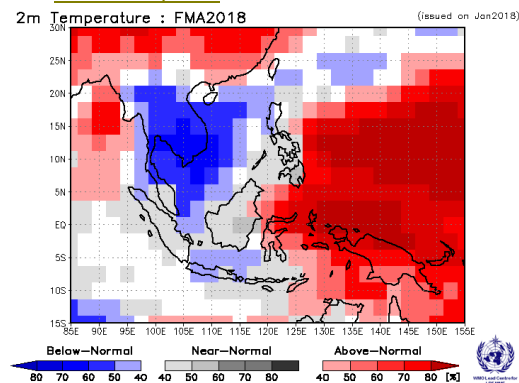 2m Temperature : FMA2018
(issued on Jan2018)
30N
25N
20N
15N
10N
5N
EQ
5S
10S
15S
85E 90E 95E 100E 105E 110E 115E 120E 125E 130E 135E 140E 145E 150E 155E
Below-Normal Near-Normal Above-Normal
80 70 60 50 40 40 50 60 70 80 40 50 60 70 80 [%]
WMO Lead Centre for